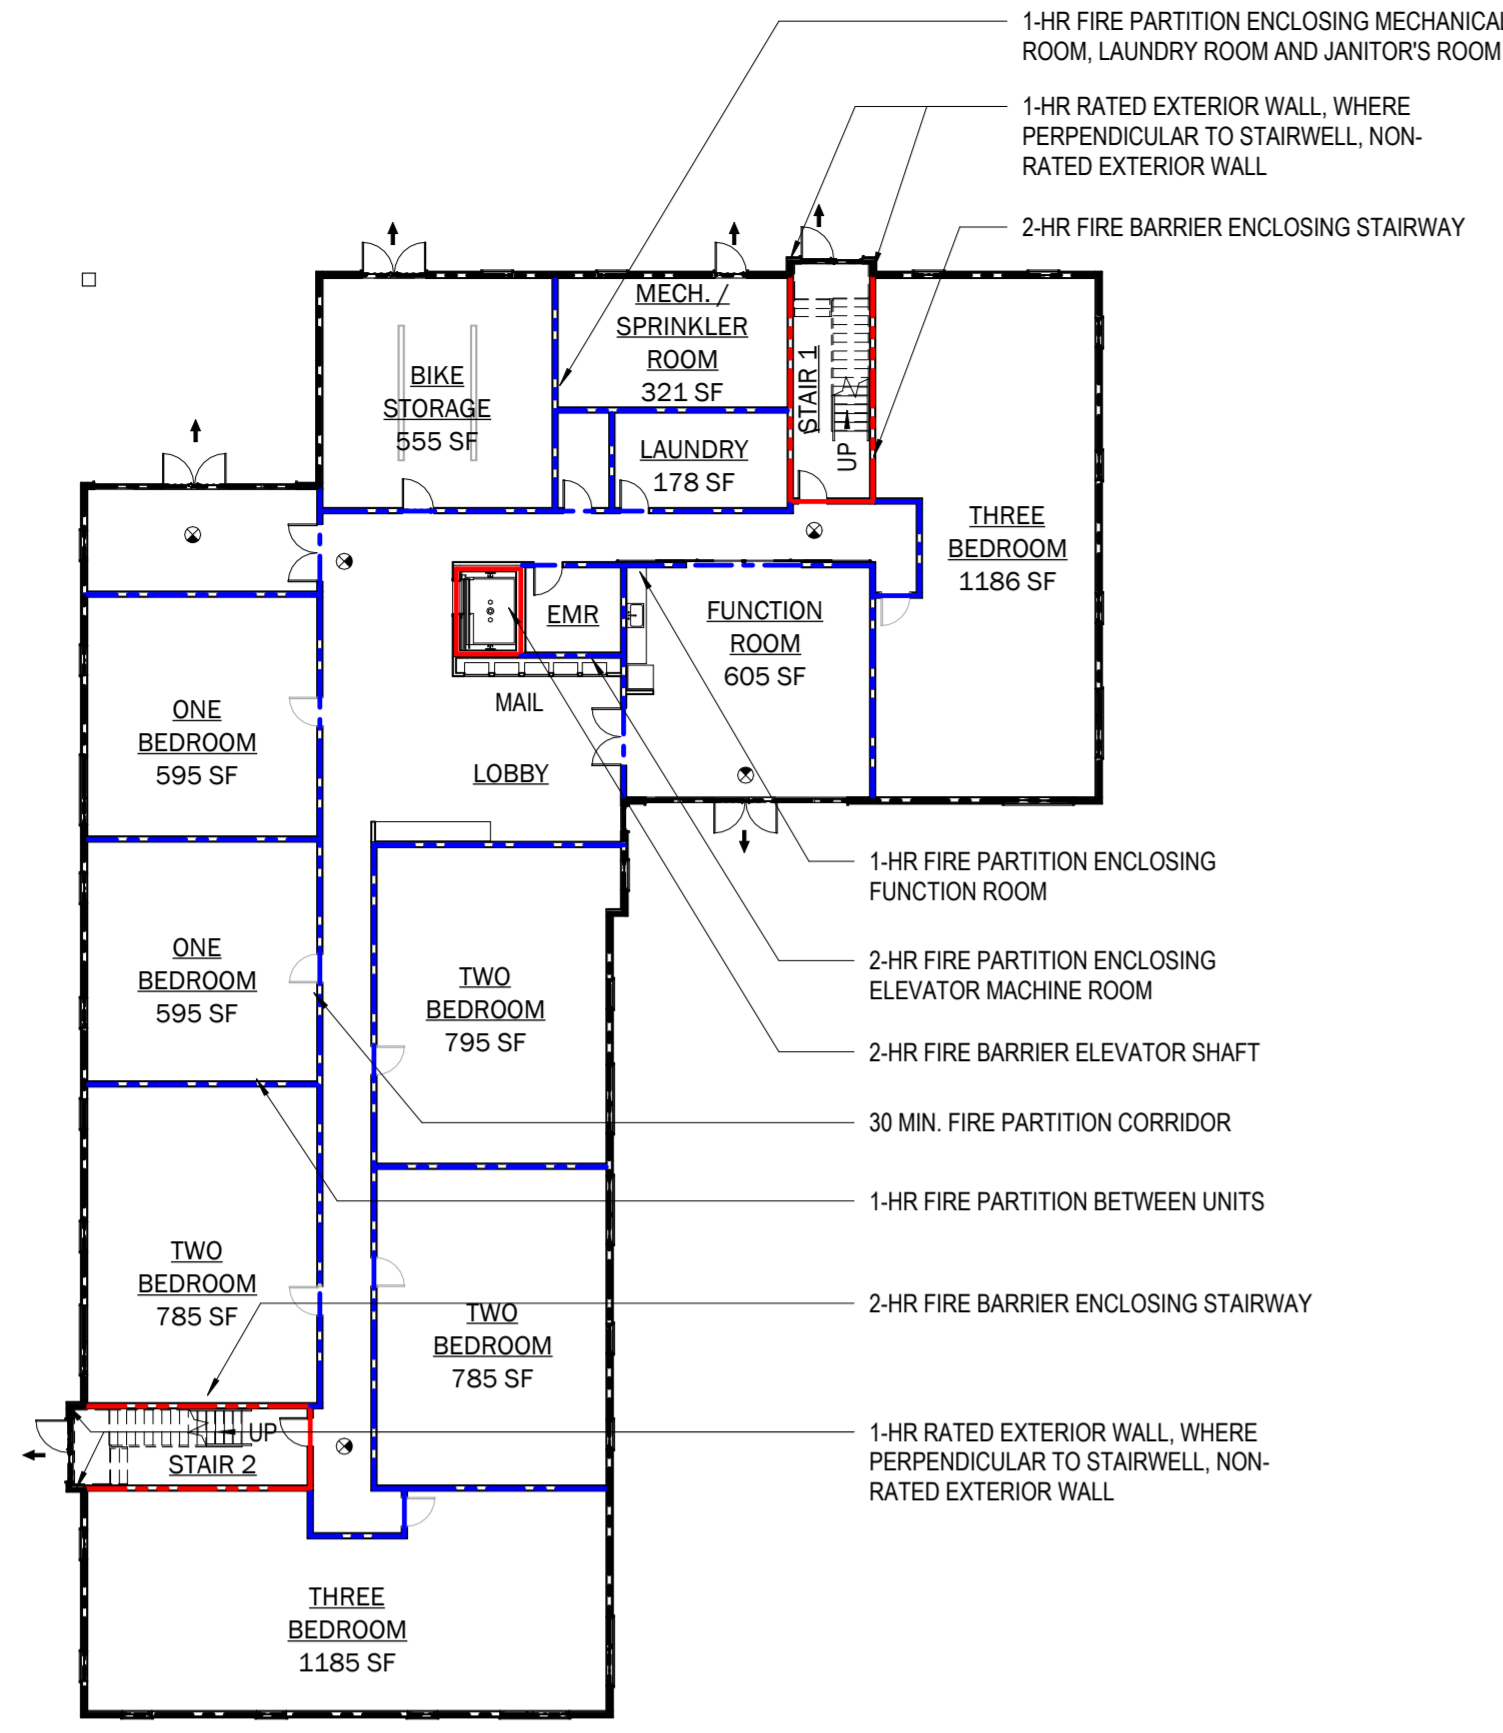 1-HR FIRE PARTITION ENCLOSING MECHANICAL
ROOM, LAUNDRY ROOM AND JANITOR'S ROOM
1-HR RATED EXTERIOR WALL, WHERE
PERPENDICULAR TO STAIRWELL, NON-
RATED EXTERIOR WALL
2-HR FIRE BARRIER ENCLOSING STAIRWAY
MECH. /
SPRINKLER
ROOM
321 SF
BIKE
STORAGE
555 SF
STAIR 1
UP
LAUNDRY
178 SF
THREE
BEDROOM
1186 SF
EMR
FUNCTION
ROOM
605 SF
MAIL
LOBBY
ONE
BEDROOM
595 SF
1-HR FIRE PARTITION ENCLOSING
FUNCTION ROOM
ONE
BEDROOM
595 SF
TWO
BEDROOM
795 SF
2-HR FIRE PARTITION ENCLOSING
ELEVATOR MACHINE ROOM
2-HR FIRE BARRIER ELEVATOR SHAFT
30 MIN. FIRE PARTITION CORRIDOR
1-HR FIRE PARTITION BETWEEN UNITS
TWO
BEDROOM
785 SF
2-HR FIRE BARRIER ENCLOSING STAIRWAY
TWO
BEDROOM
785 SF
UP
STAIR 2
1-HR RATED EXTERIOR WALL, WHERE
PERPENDICULAR TO STAIRWELL, NON-
RATED EXTERIOR WALL
THREE
BEDROOM
1185 SF